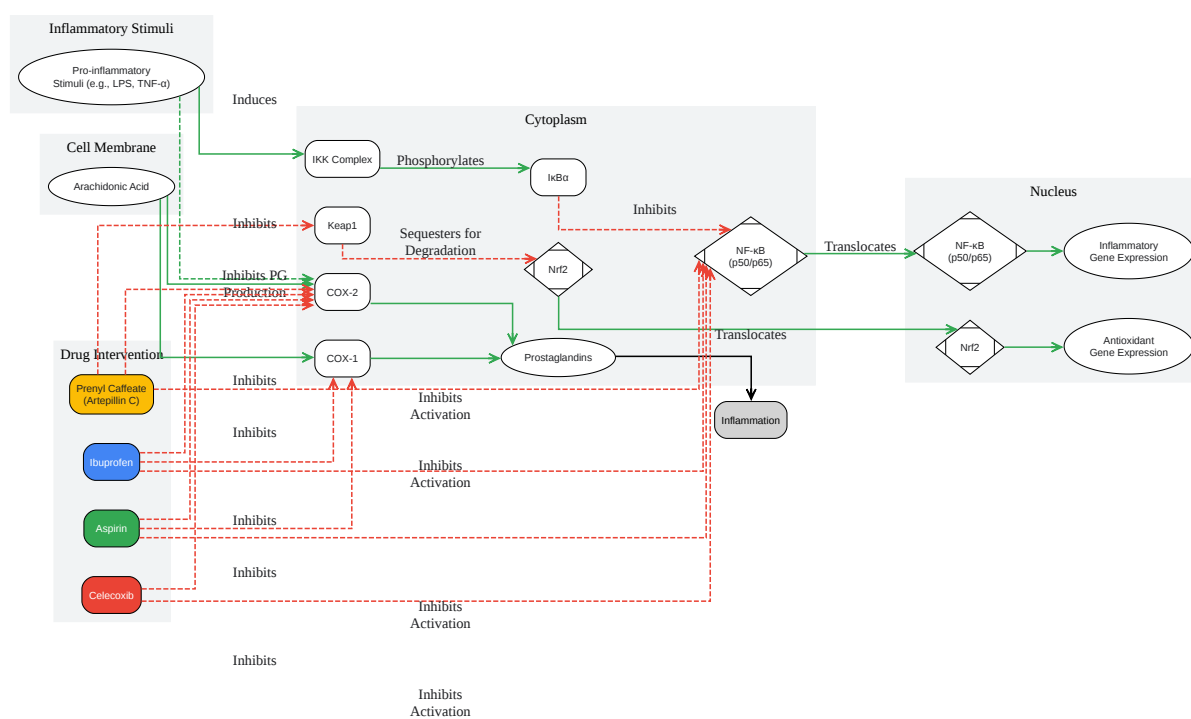 Inflammatory Stimuli
Pro-inflammatory
Stimuli (e.g., LPS, TNF-α)
Induces
Cell Membrane
Arachidonic Acid
Cytoplasm
IKK Complex
Phosphorylates
IκBα
Inhibits
Keap1
Inhibits
Sequesters for
Degradation
Nrf2
NF-κB
(p50/p65)
Translocates
Inhibits PG
Production
COX-2
COX-1
Prostaglandins
Translocates
Inflammation
Nucleus
NF-κB
(p50/p65)
Inflammatory
Gene Expression
Nrf2
Antioxidant
Gene Expression
Drug Intervention
Prenyl Caffeate
(Artepillin C)
Inhibits
Inhibits
Activation
Inhibits
Ibuprofen
Inhibits
Activation
Aspirin
Inhibits
Inhibits
Celecoxib
Inhibits
Activation
Inhibits
Inhibits
Activation